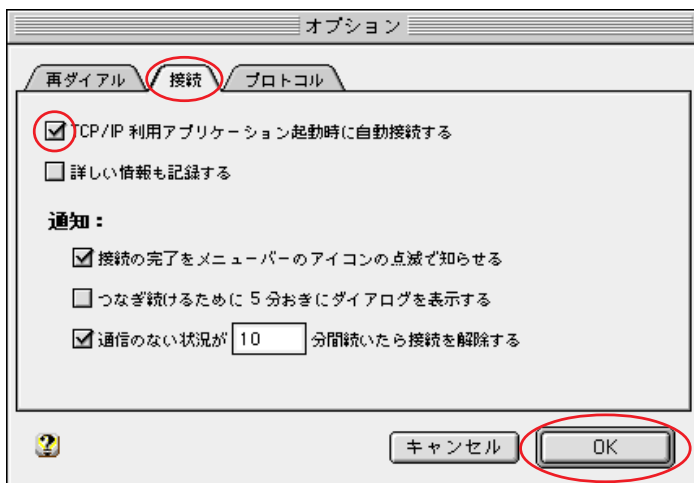 オプション
再ダイアル 接続 プロトコル
TCP/IP 利用アプリケーション起動時に自動接続する
詳しい情報も記録する
通知：
接続の完了をメニューバーのアイコンの点滅で知らせる
つなぎ続けるために 5 分おきにダイアログを表示する
通信のない状況が 10 分間続いたら接続を解除する
キャンセル OK